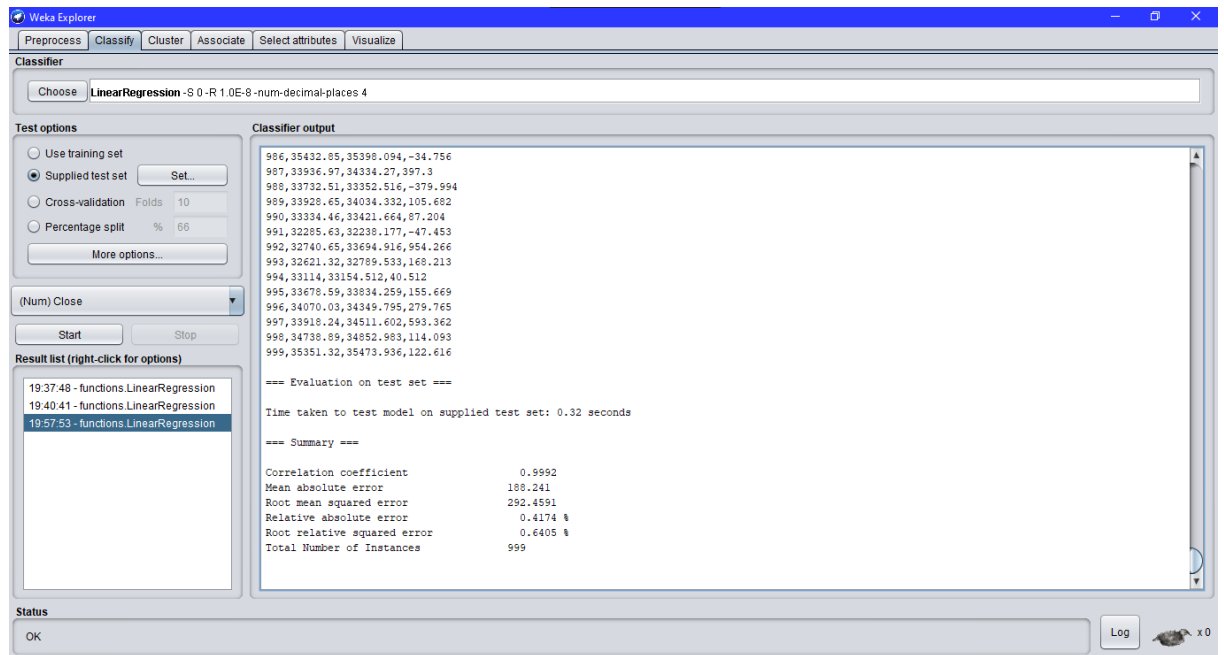 Weka Explorer
Preprocess Classify Cluster Associate Select attributes Visualize
Classifier
Choose LinearRegression -S 0 -R 1.0E-8 -num-decimal-places 4
Test options
Use training set
Supplied test set Set...
Cross-validation Folds 10
Percentage split % 66
More options...
(Num) Close
Start Stop
Result list (right-click for options)
19:37:48 - functions.LinearRegression
19:40:41 - functions.LinearRegression
19:57:53 - functions.LinearRegression
Classifier output
986,35432.85,35398.094,-34.756
987,33936.97,34334.27,397.3
988,33732.51,33352.516,-379.994
989,33928.65,34034.332,105.682
990,33334.46,33421.664,87.204
991,32285.63,32238.177,-47.453
992,32740.65,33694.916,954.266
993,32621.32,32789.533,168.213
994,33114,33154.512,40.512
995,33678.59,33834.259,155.669
996,34070.03,34349.795,279.765
997,33918.24,34511.602,593.362
998,34738.89,34852.983,114.093
999,35351.32,35473.936,122.616
=== Evaluation on test set ===
Time taken to test model on supplied test set: 0.32 seconds
=== Summary ===
Correlation coefficient 0.9992
Mean absolute error 188.241
Root mean squared error 292.4591
Relative absolute error 0.4174 %
Root relative squared error 0.6405 %
Total Number of Instances 999
Status
OK
Log x 0